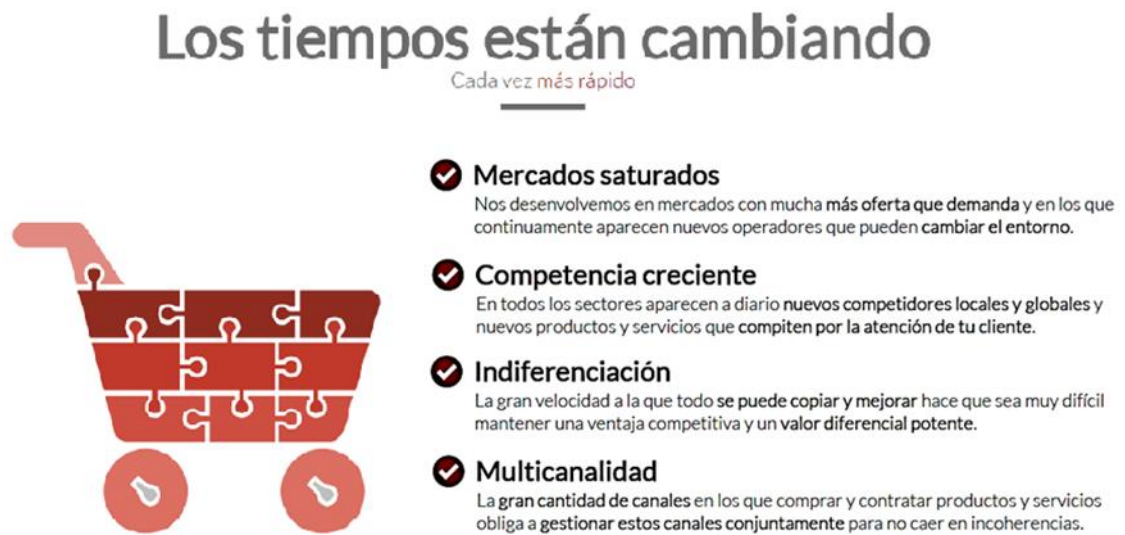 Los tiempos están cambiando
Cada vez más rápido
Mercados saturados
Nos desenvolvemos en mercados con mucha más oferta que demanda y en los que
continuamente aparecen nuevos operadores que pueden cambiar el entorno.
Competencia creciente
En todos los sectores aparecen a diario nuevos competidores locales y globales y
nuevos productos y servicios que compiten por la atención de tu cliente.
Indiferenciación
La gran velocidad a la que todo se puede copiar y mejorar hace que sea muy difícil
mantener una ventaja competitiva y un valor diferencial potente.
Multicanalidad
La gran cantidad de canales en los que comprar y contratar productos y servicios
obliga a gestionar estos canales conjuntamente para no caer en incoherencias.